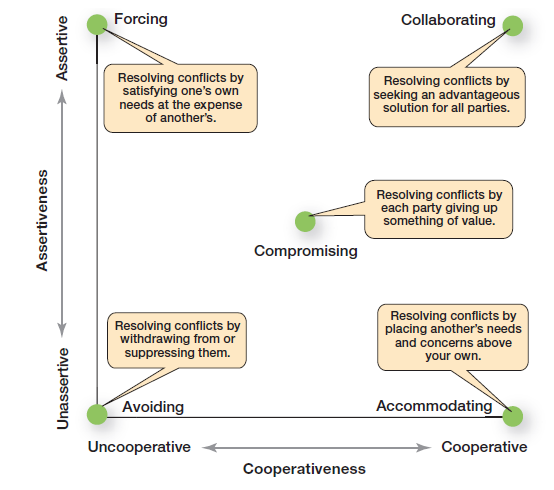 Forcing
Collaborating
Assertive
Resolving conflicts by
satisfying one's own
needs at the expense
of another's.
Resolving conflicts by
seeking an advantageous
solution for all parties.
Assertiveness
Resolving conflicts by
each party giving up
something of value.
Compromising
Resolving conflicts by
withdrawing from or
suppressing them.
Resolving conflicts by
placing another's needs
and concerns above
your own.
Unassertive
Avoiding
Accommodating
Uncooperative
Cooperative
Cooperativeness